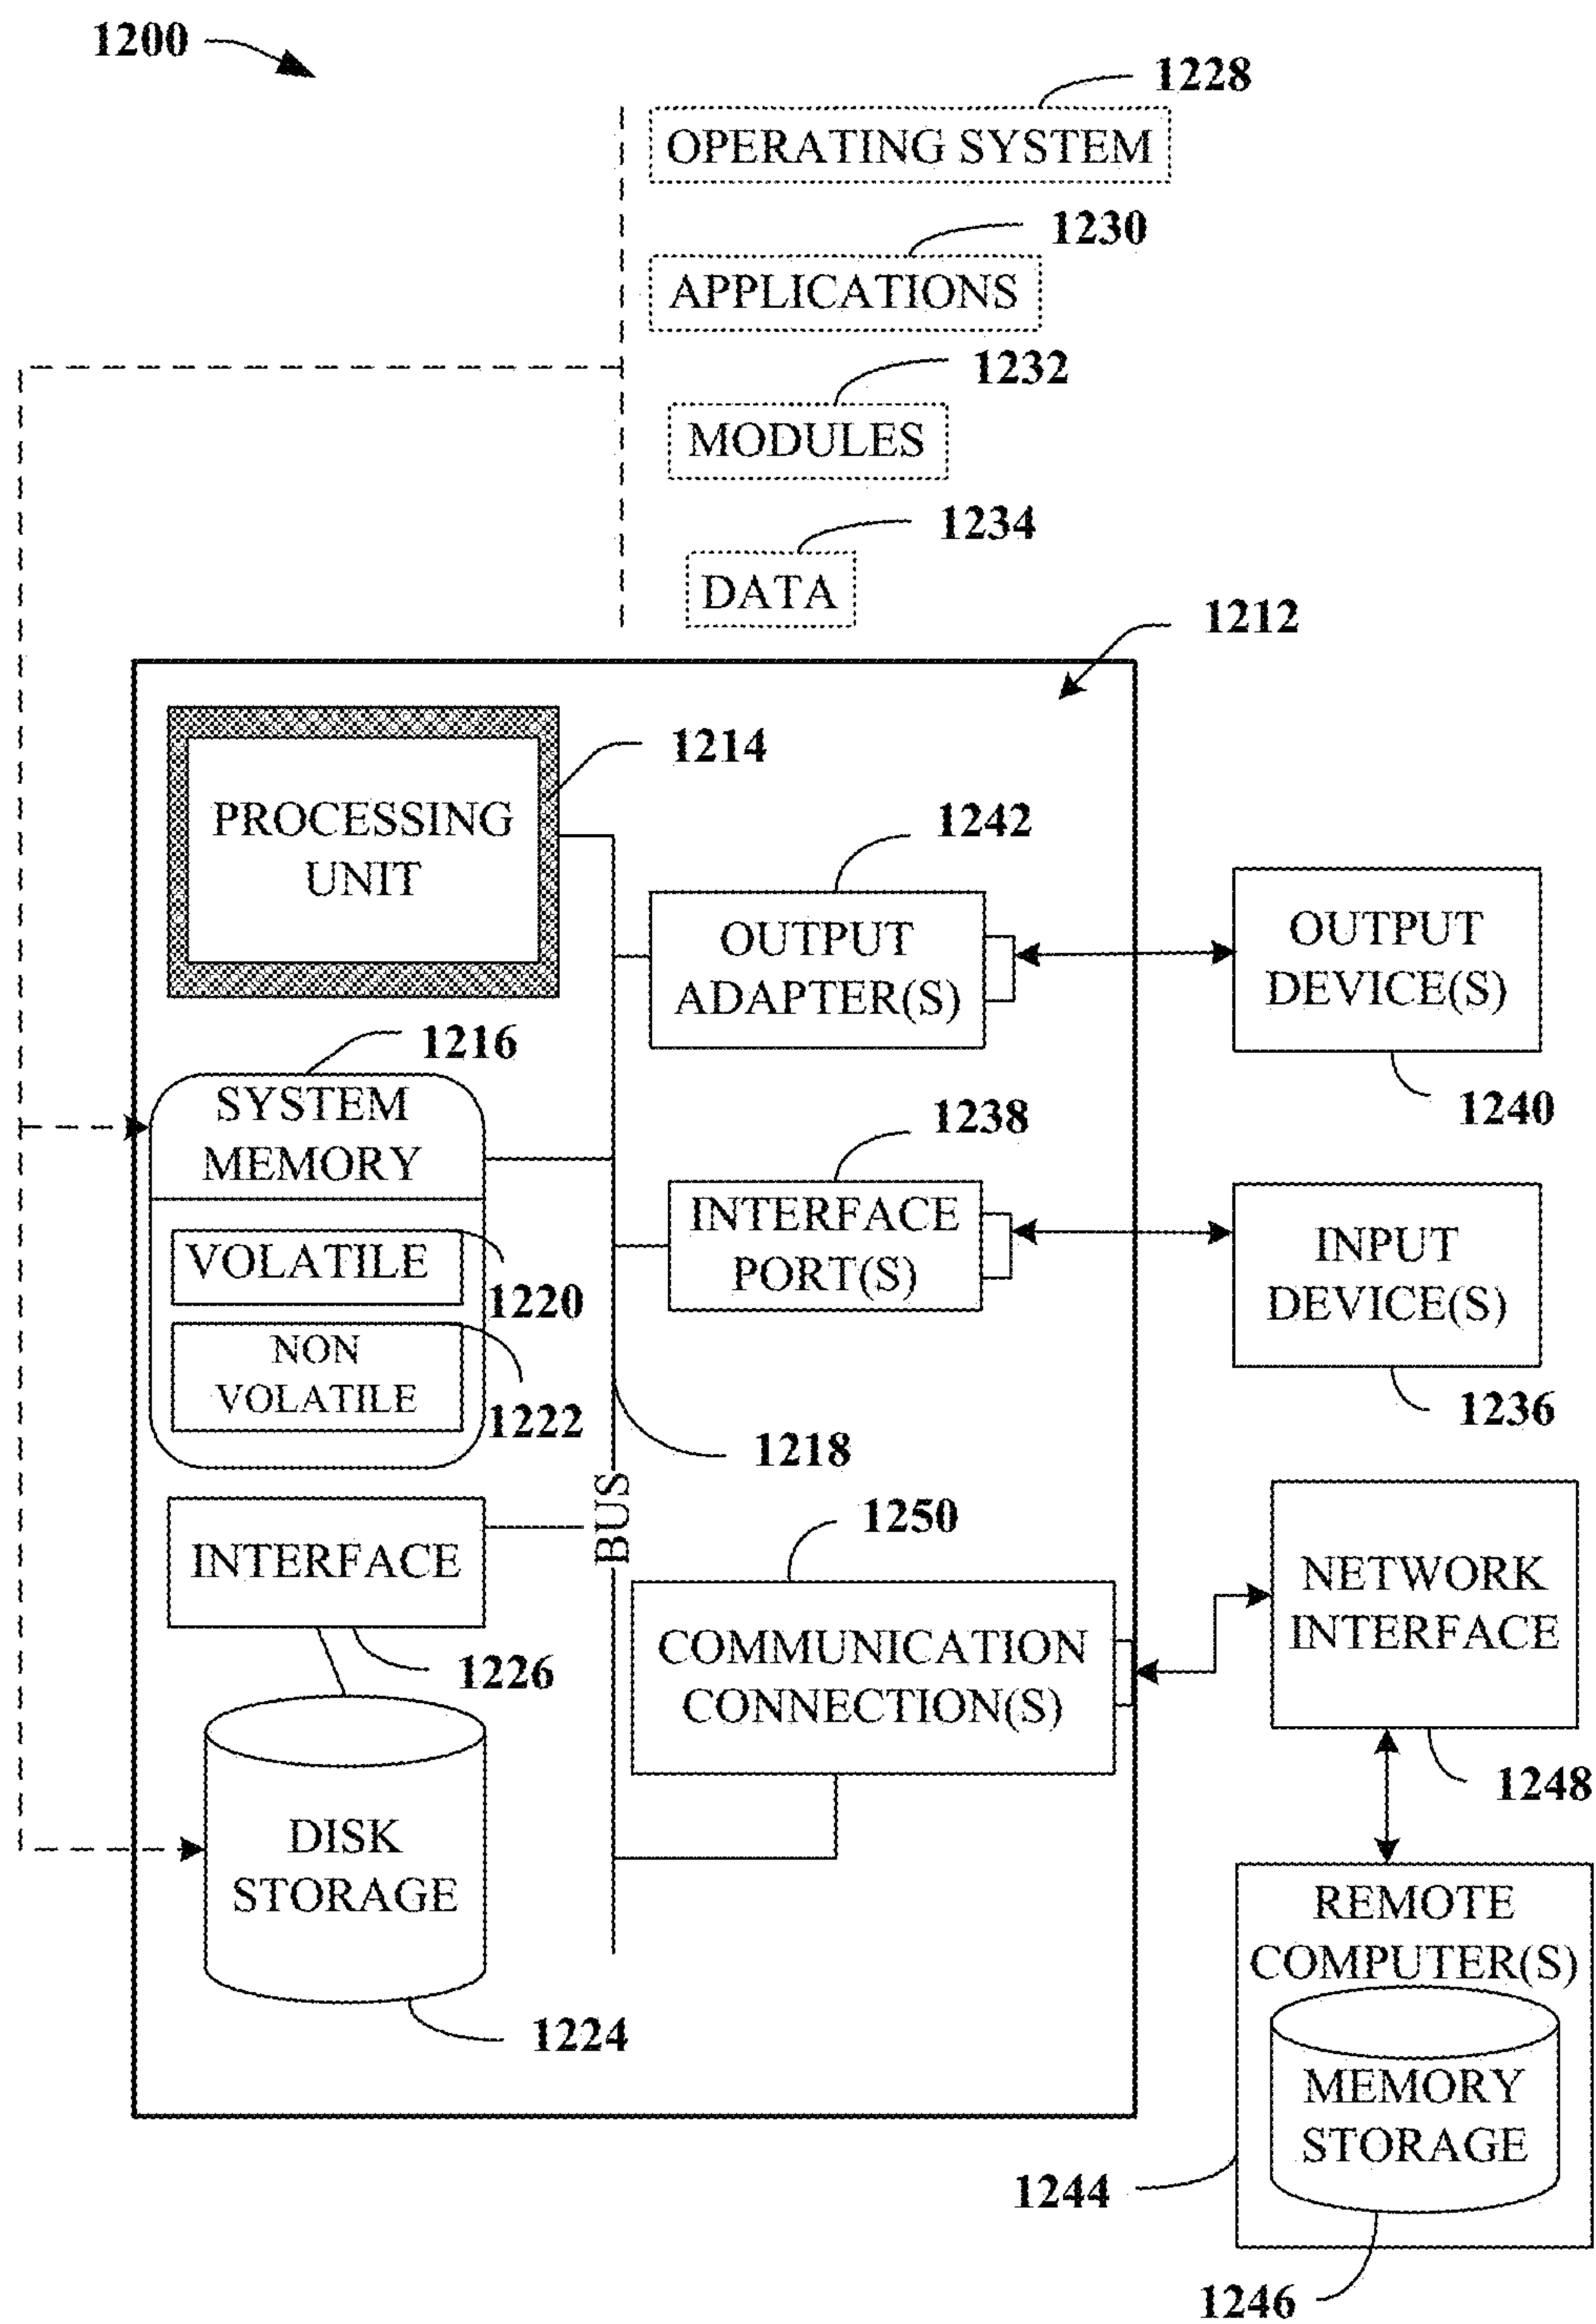 1200
1228
OPERATING SYSTEM
1230
APPLICATIONS
1232
MODULES
1234
DATA
1212
PROCESSING
UNIT
1214
1242
OUTPUT
ADAPTER(S)
OUTPUT
DEVICE(S)
1240
1216
SYSTEM
MEMORY
VOLATILE
1220
NON
VOLATILE
1222
1238
INTERFACE
PORT(S)
INPUT
DEVICE(S)
1236
1218
BUS
INTERFACE
1226
1250
COMMUNICATION
CONNECTION(S)
NETWORK
INTERFACE
1248
DISK
STORAGE
1224
REMOTE
COMPUTER(S)
MEMORY
STORAGE
1244
1246